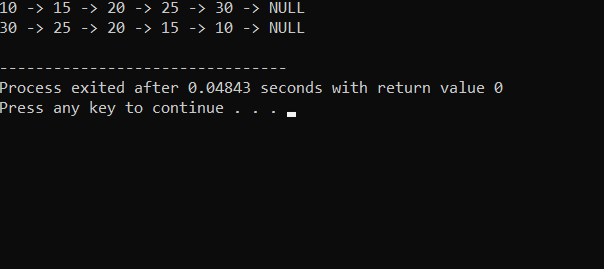 10 -> 15 -> 20 -> 25 -> 30 -> NULL
30 -> 25 -> 20 -> 15 -> 10 -> NULL
--------------------------------
Process exited after 0.04843 seconds with return value 0
Press any key to continue . . .